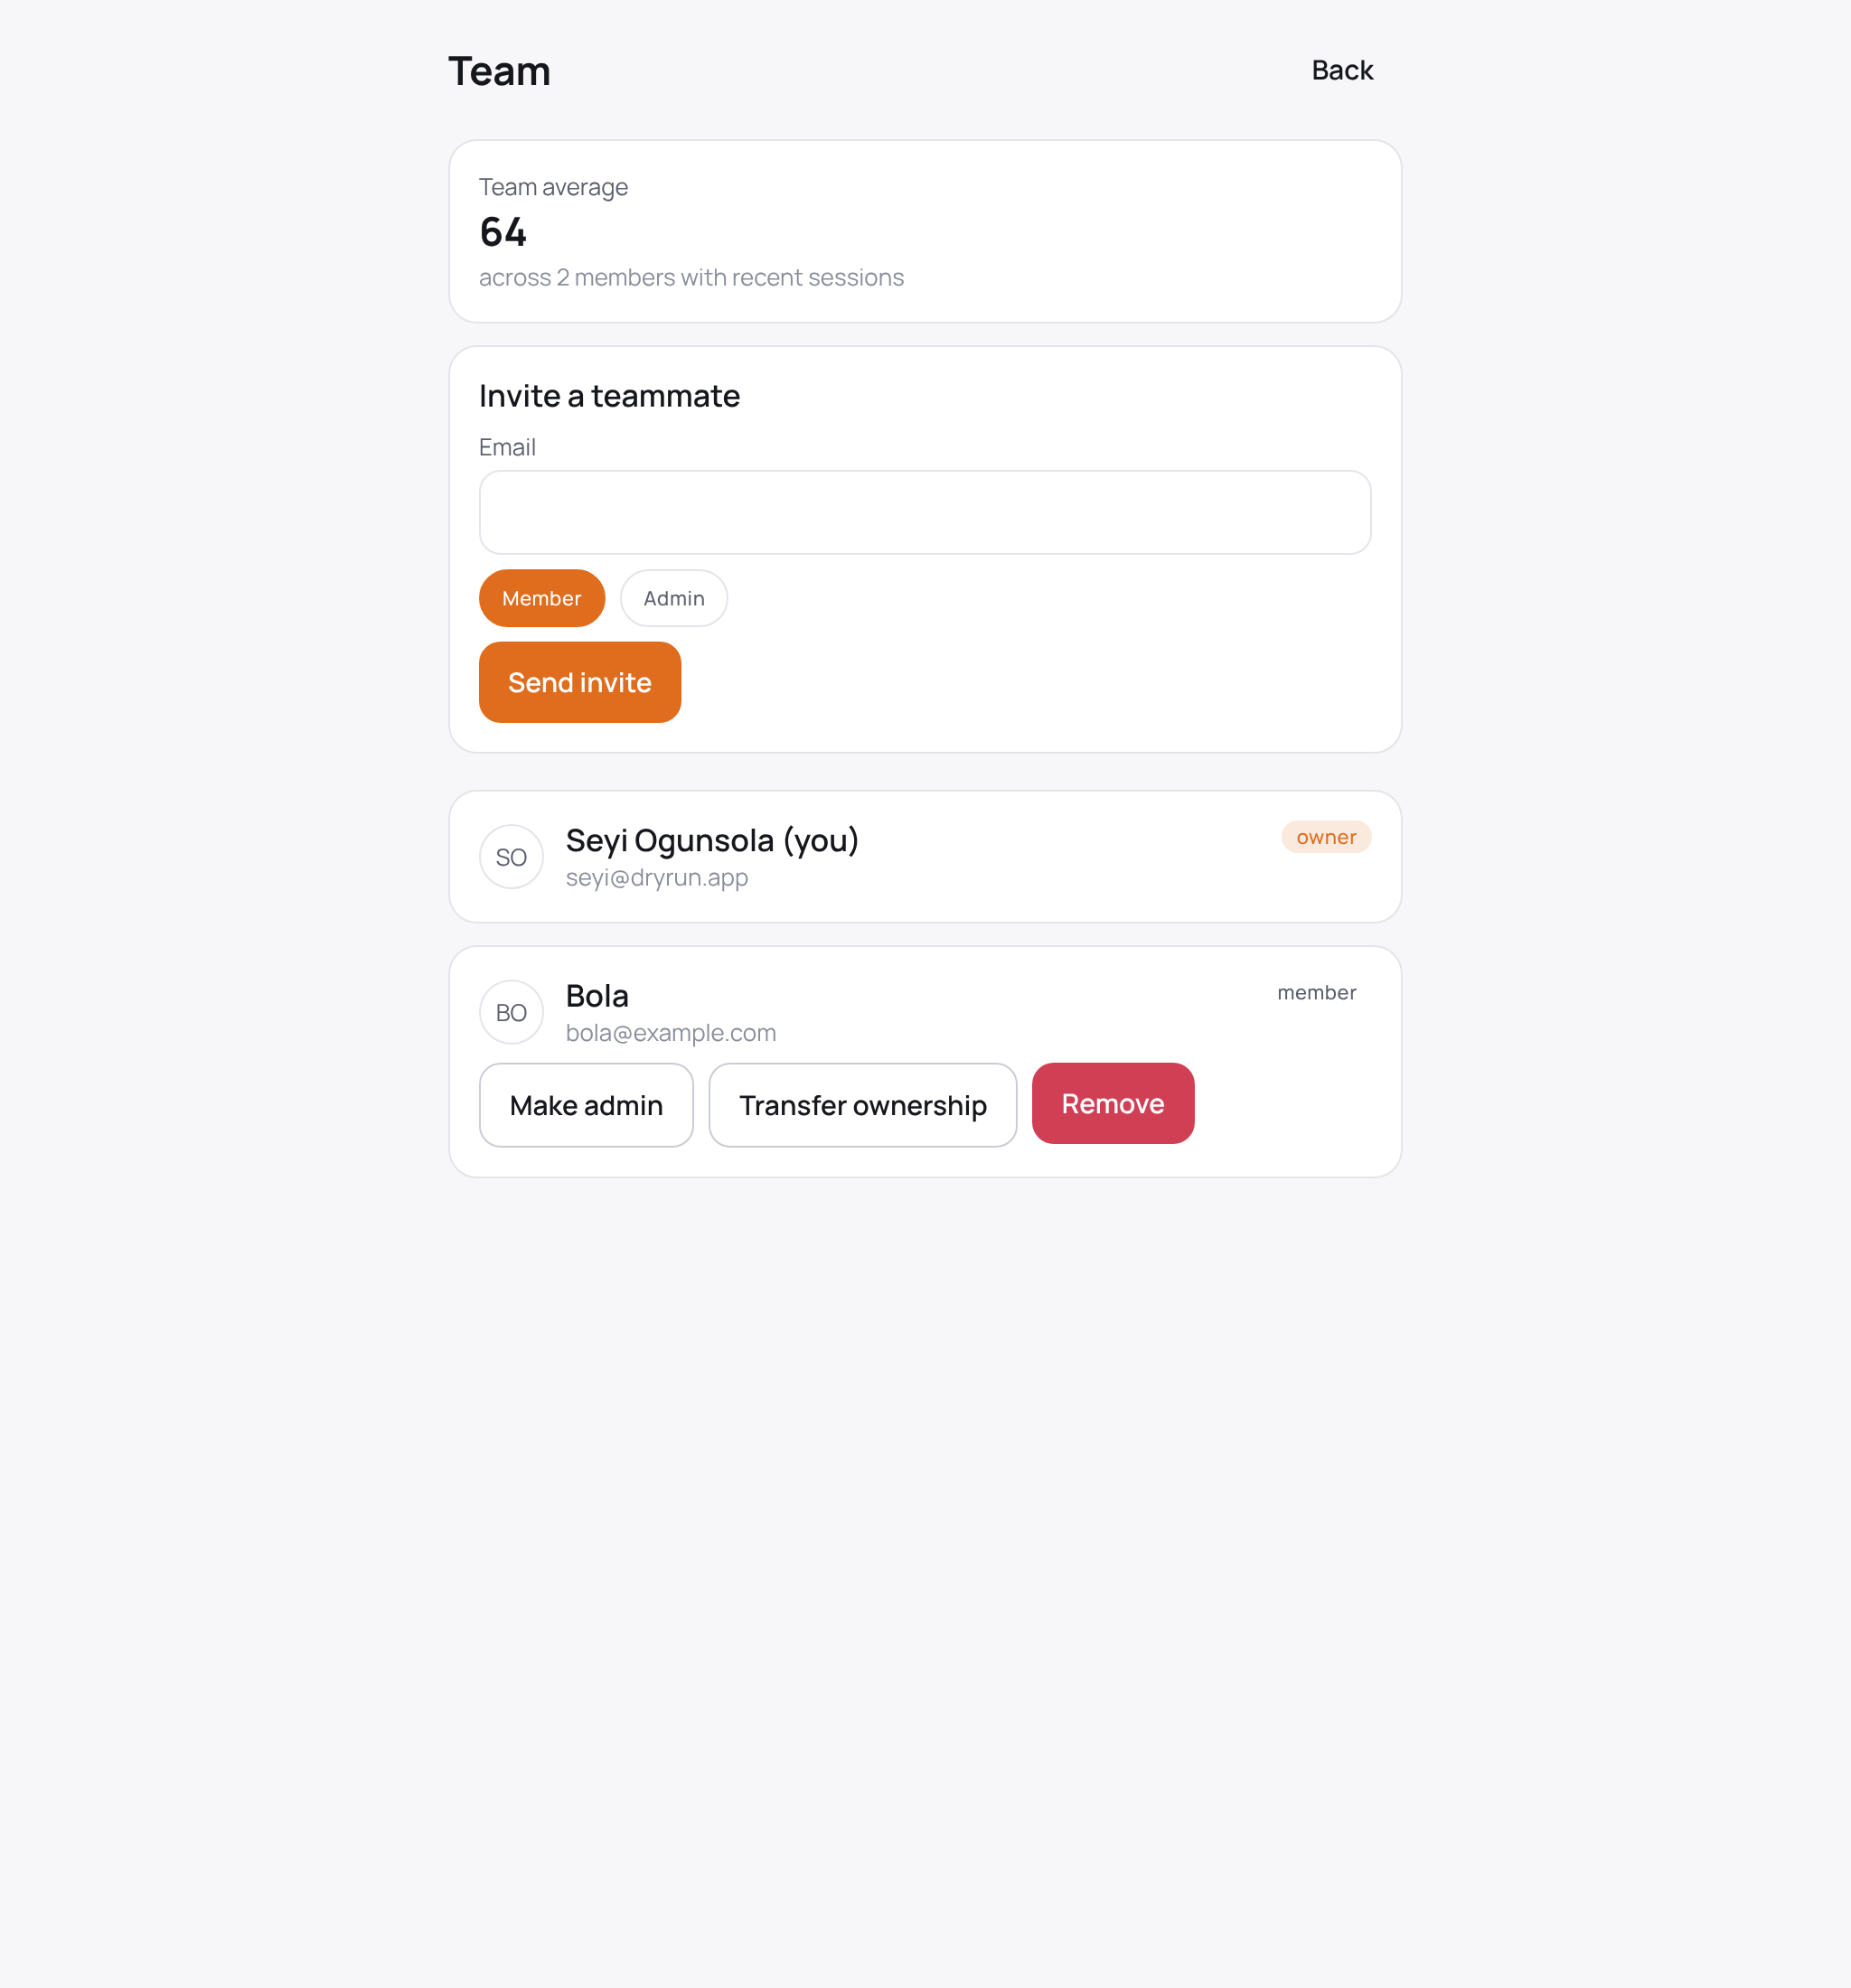 Team
Back
Team average
64
across 2 members with recent sessions
Invite a teammate
Email
Member
Admin
Send invite
SO
Seyi Ogunsola (you)
owner
seyi@dryrun.app
BO
Bola
member
bola@example.com
Make admin
Transfer ownership
Remove